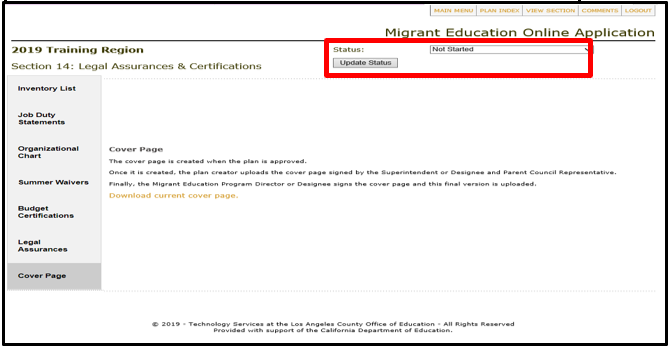 MAIN MENU PLAN INDEX VIEW SECTION COMMENTS LOGOUT
Migrant Education Online Application
2019 Training Region
Status: Not Started
Update Status
Section 14: Legal Assurances & Certifications
Inventory List
Job Duty
Statements
Organizational
Chart
Summer Waivers
Budget
Certifications
Legal
Assurances
Cover Page
Cover Page
The cover page is created when the plan is approved.
Once it is created, the plan creator uploads the cover page signed by the Superintendent or Designee and Parent Council Representative.
Finally, the Migrant Education Program Director or Designee signs the cover page and this final version is uploaded.
Download current cover page.
© 2019 - Technology Services at the Los Angeles County Office of Education - All Rights Reserved
Provided with support of the California Department of Education.